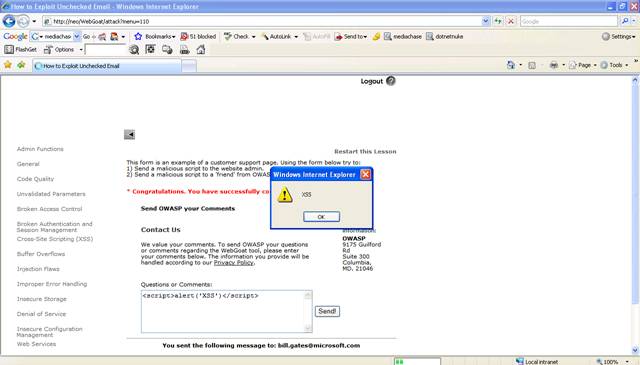 How to Exploit Unchecked Email - Windows Internet Explorer
http://neo/WebGoat/attack?menu=110
Google
Google mediachase Go Bookmarks 51 blocked Check AutoLink AutoFill Send to mediachase dotnetnuke Settings
FlashGet Options
How to Exploit Unchecked Email
Page Tools
Logout ?
Restart this Lesson
Admin Functions
General
Code Quality
Unvalidated Parameters
Broken Access Control
Broken Authentication and
Session Management
Cross-Site Scripting (XSS)
Buffer Overflows
Injection Flaws
Improper Error Handling
Insecure Storage
Denial of Service
Insecure Configuration
Management
Web Services
This form is an example of a customer support page. Using the form below try to:
1) Send a malicious script to the website admin.
2) Send a malicious script to a 'friend' from OWAS
* Congratulations. You have successfully co
Windows Internet Explorer
XSS
OK
Send OWASP your Comments
Contact Us
We value your comments. To send OWASP your questions
or comments regarding the WebGoat tool, please enter
your comments below. The information you provide will be
handled according to our Privacy Policy.
Information:
OWASP
9175 Guilford
Rd
Suite 300
Columbia,
MD, 21046
Questions or Comments:
<script>alert('XSS')</script>
Send!
You sent the following message to: bill.gates@microsoft.com
Local intranet
100%